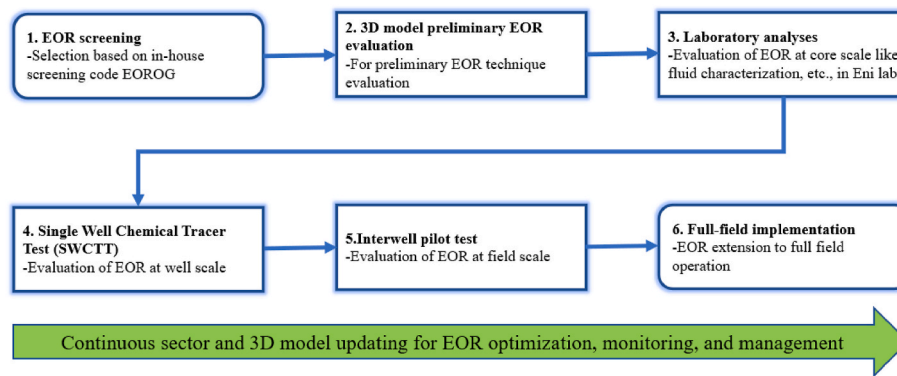 1. EOR screening
-Selection based on in-house
screening code EOROG
2. 3D model preliminary EOR
evaluation
-For preliminary EOR technique
evaluation
3. Laboratory analyses
-Evaluation of EOR at core scale like
fluid characterization, etc., in Eni lab
4. Single Well Chemical Tracer
Test (SWCTT)
-Evaluation of EOR at well scale
5.Interwell pilot test
-Evaluation of EOR at field scale
6. Full-field implementation
-EOR extension to full field
operation
Continuous sector and 3D model updating for EOR optimization, monitoring, and management